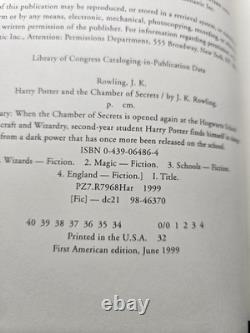 of this publication may be reproduced, or stored in a retrieval system, or
or by any means, electronic, mechanical, photocopying, recording, or
written permission of the publisher. For information regarding permission
tic Inc., Attention: Permissions Department, 555 Broadway, New York, NY
Library of Congress Cataloging-in-Publication Data
Rowling, J. K.
Harry Potter and the Chamber of Secrets / by J. K. Rowling.
p. cm.
ary: When the Chamber of Secrets is opened again at the Hogwarts School
craft and Wizardry, second-year student Harry Potter finds himself in
from a dark power that has once more been released on the school.
ISBN 0-439-06486-4
Wizards — Fiction. 2. Magic — Fiction. 3. Schools — Fiction.
4. England — Fiction.] I. Title.
PZ7.R7968Har 1999
[Fic] — dc21 98-46370
40 39 38 37 36 35 34 0/0 1 2 3 4
Printed in the U.S.A. 32
First American edition, June 1999
ebay